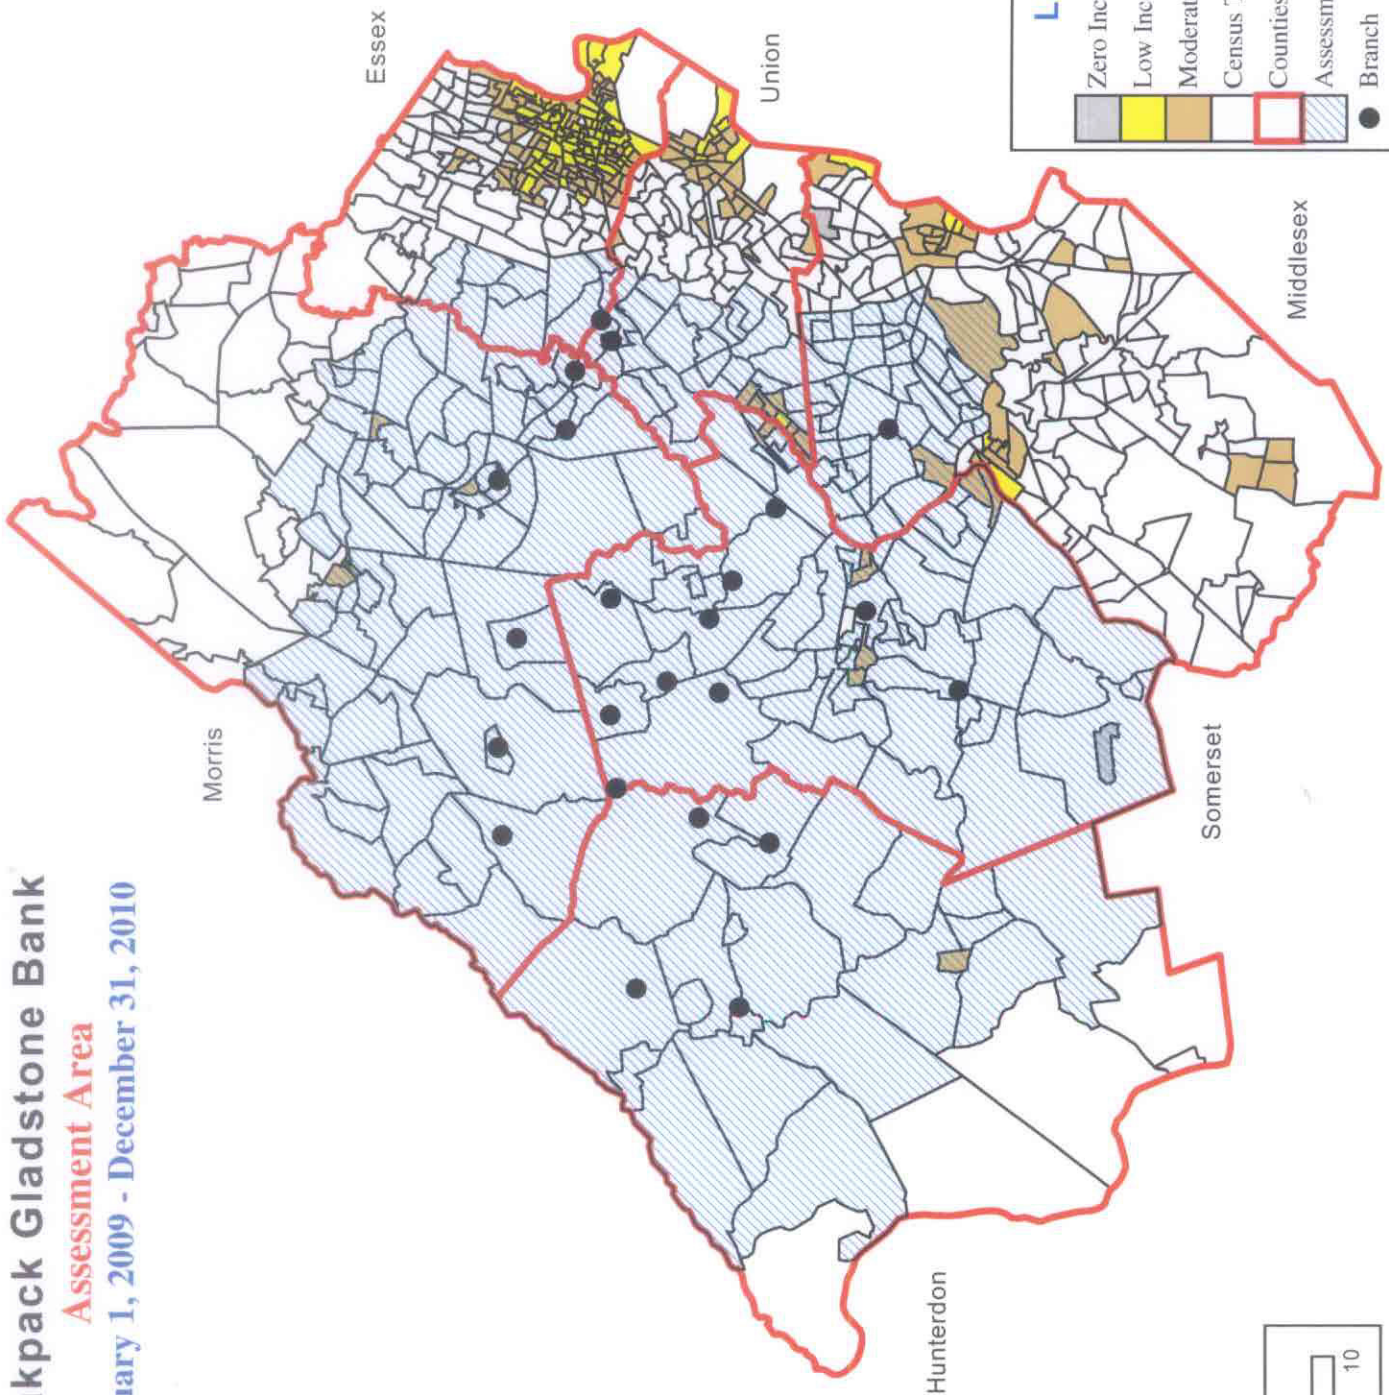 kpack Gladstone Bank
Assessment Area
uary 1, 2009 - December 31, 2010
Essex
Union
Morris
Middlesex
Somerset
Hunterdon
L
Zero Inc
Low Inc
Moderat
Census
Counties
Assessm
Branch
10